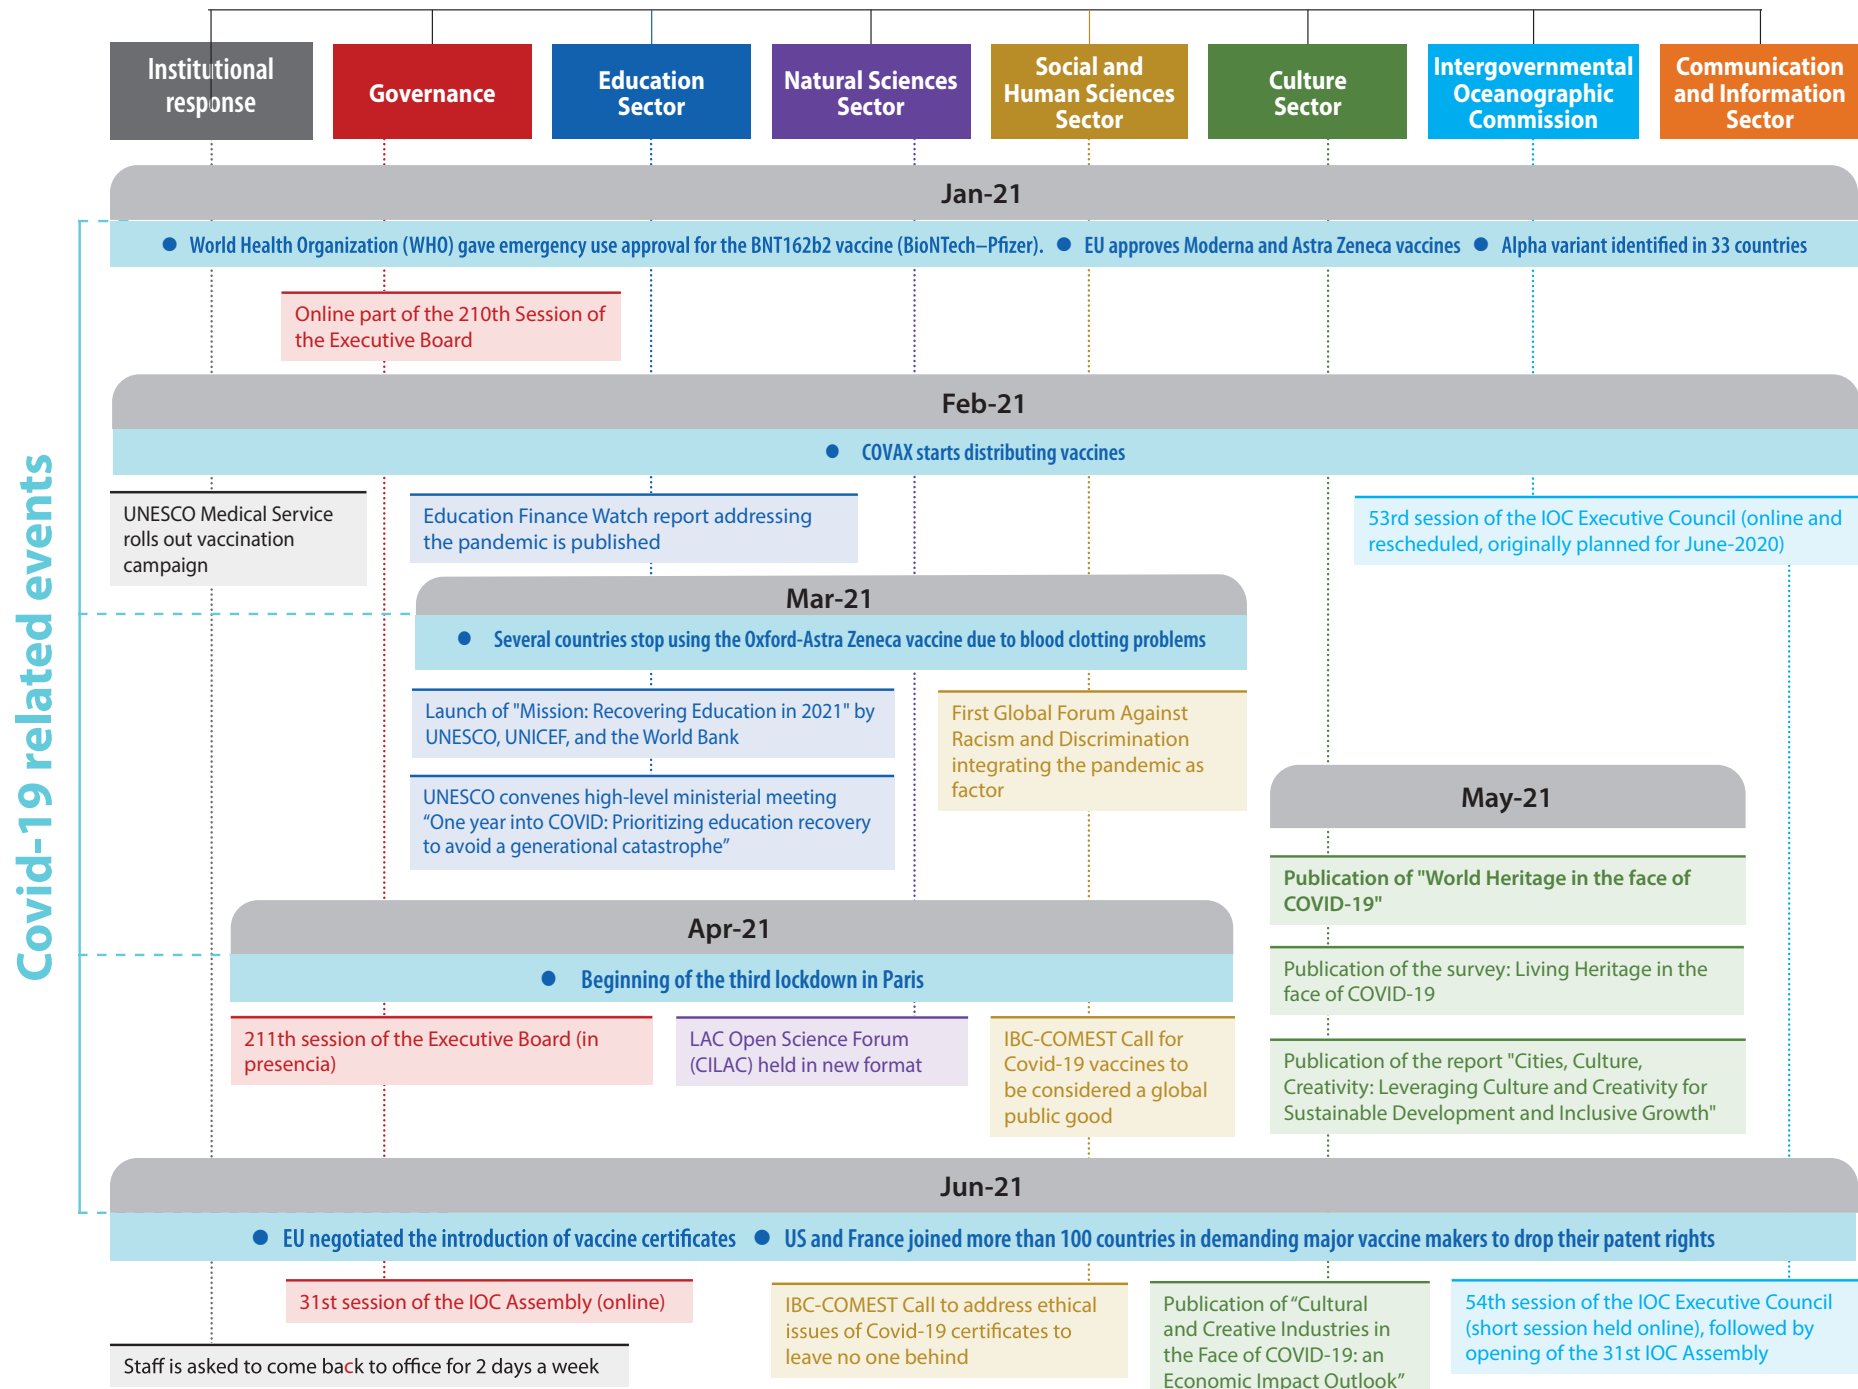 Institutional
response
Governance
Education
Sector
Natural Sciences
Sector
Social and
Human Sciences
Sector
Culture
Sector
Intergovernmental
Oceanographic
Commission
Communication
and Information
Sector
Covid-19 related events
Jan-21
● World Health Organization (WHO) gave emergency use approval for the BNT162b2 vaccine (BioNTech–Pfizer). ● EU approves Moderna and Astra Zeneca vaccines ● Alpha variant identified in 33 countries
Online part of the 210th Session of
the Executive Board
Feb-21
● COVAX starts distributing vaccines
UNESCO Medical Service
rolls out vaccination
campaign
Education Finance Watch report addressing
the pandemic is published
53rd session of the IOC Executive Council (online and
rescheduled, originally planned for June-2020)
Mar-21
● Several countries stop using the Oxford-Astra Zeneca vaccine due to blood clotting problems
Launch of "Mission: Recovering Education in 2021" by
UNESCO, UNICEF, and the World Bank
UNESCO convenes high-level ministerial meeting
“One year into COVID: Prioritizing education recovery
to avoid a generational catastrophe”
First Global Forum Against
Racism and Discrimination
integrating the pandemic as
factor
May-21
Publication of "World Heritage in the face of
COVID-19"
Publication of the survey: Living Heritage in the
face of COVID-19
Publication of the report "Cities, Culture,
Creativity: Leveraging Culture and Creativity for
Sustainable Development and Inclusive Growth"
Apr-21
● Beginning of the third lockdown in Paris
211th session of the Executive Board (in
presencia)
LAC Open Science Forum
(CILAC) held in new format
IBC-COMEST Call for
Covid-19 vaccines to
be considered a global
public good
Jun-21
● EU negotiated the introduction of vaccine certificates ● US and France joined more than 100 countries in demanding major vaccine makers to drop their patent rights
31st session of the IOC Assembly (online)
Staff is asked to come back to office for 2 days a week
IBC-COMEST Call to address ethical
issues of Covid-19 certificates to
leave no one behind
Publication of “Cultural
and Creative Industries in
the Face of COVID-19: an
Economic Impact Outlook”
54th session of the IOC Executive Council
(short session held online), followed by
opening of the 31st IOC Assembly